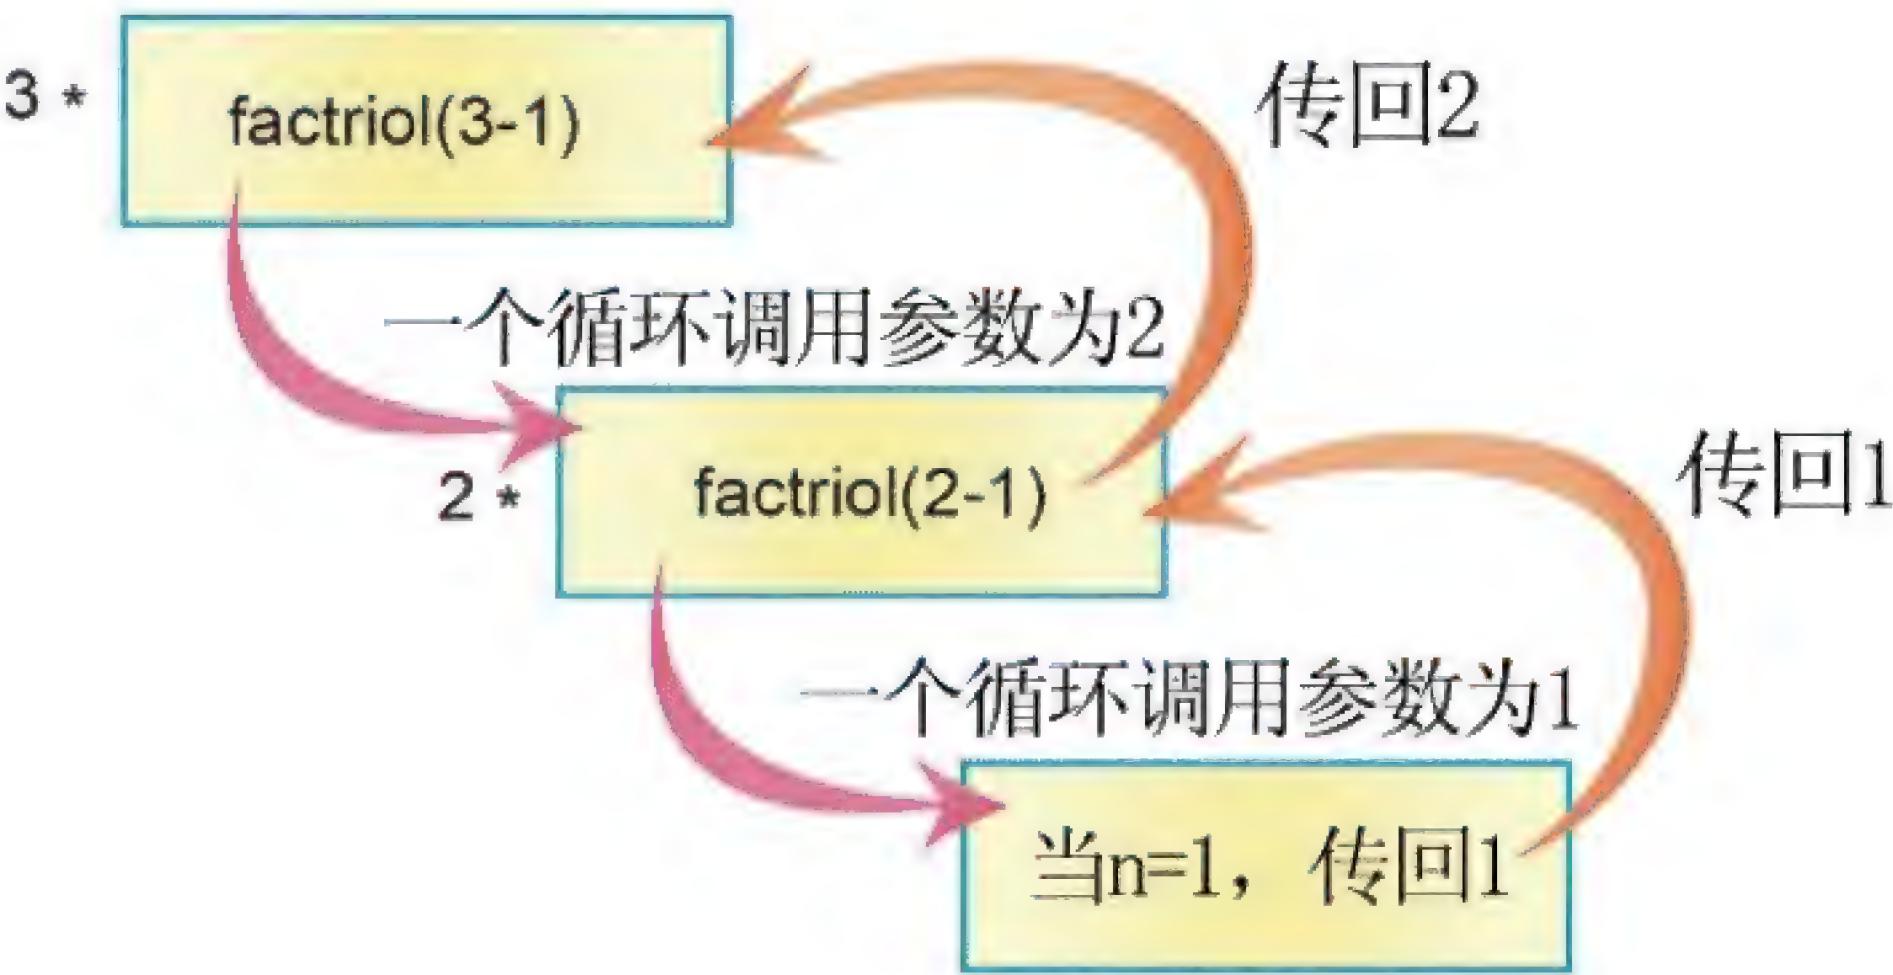 3 * factriol(3-1)
传回2
一个循环调用参数为2
2 * factriol(2-1)
传回1
一个循环调用参数为1
当n=1，传回1